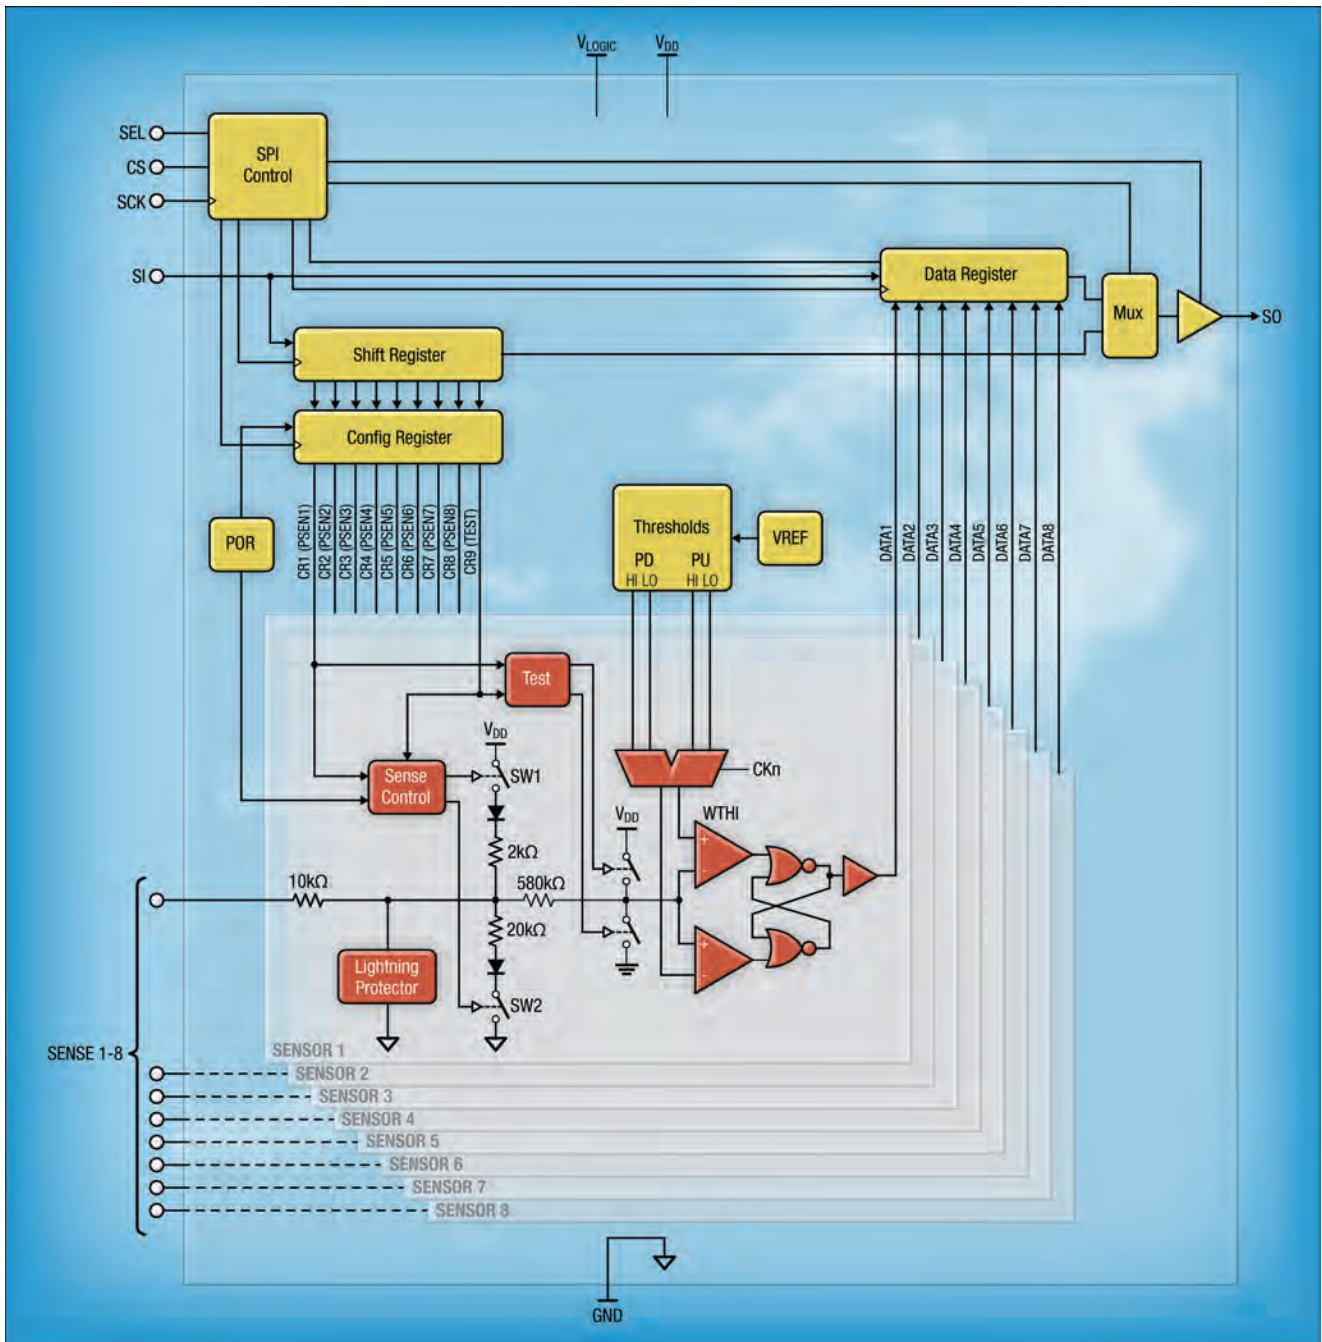 VLOGIC
VDD
SEL
CS
SCK
SPI
Control
SI
Data Register
Mux
SO
Shift Register
Config Register
POR
CR1 (PSEN1)
CR2 (PSEN2)
CR3 (PSEN3)
CR4 (PSEN4)
CR5 (PSEN5)
CR6 (PSEN6)
CR7 (PSEN7)
CR8 (PSEN8)
CR9 (TEST)
Thresholds
PD
PU
HI LO
HI LO
VREF
DATA1
DATA2
DATA3
DATA4
DATA5
DATA6
DATA7
DATA8
Test
VDD
SW1
Sense
Control
CKn
VDD
WTHI
+
-
2kΩ
10kΩ
580kΩ
20kΩ
+
-
Lightning
Protector
SW2
SENSE 1-8
SENSOR 1
SENSOR 2
SENSOR 3
SENSOR 4
SENSOR 5
SENSOR 6
SENSOR 7
SENSOR 8
GND